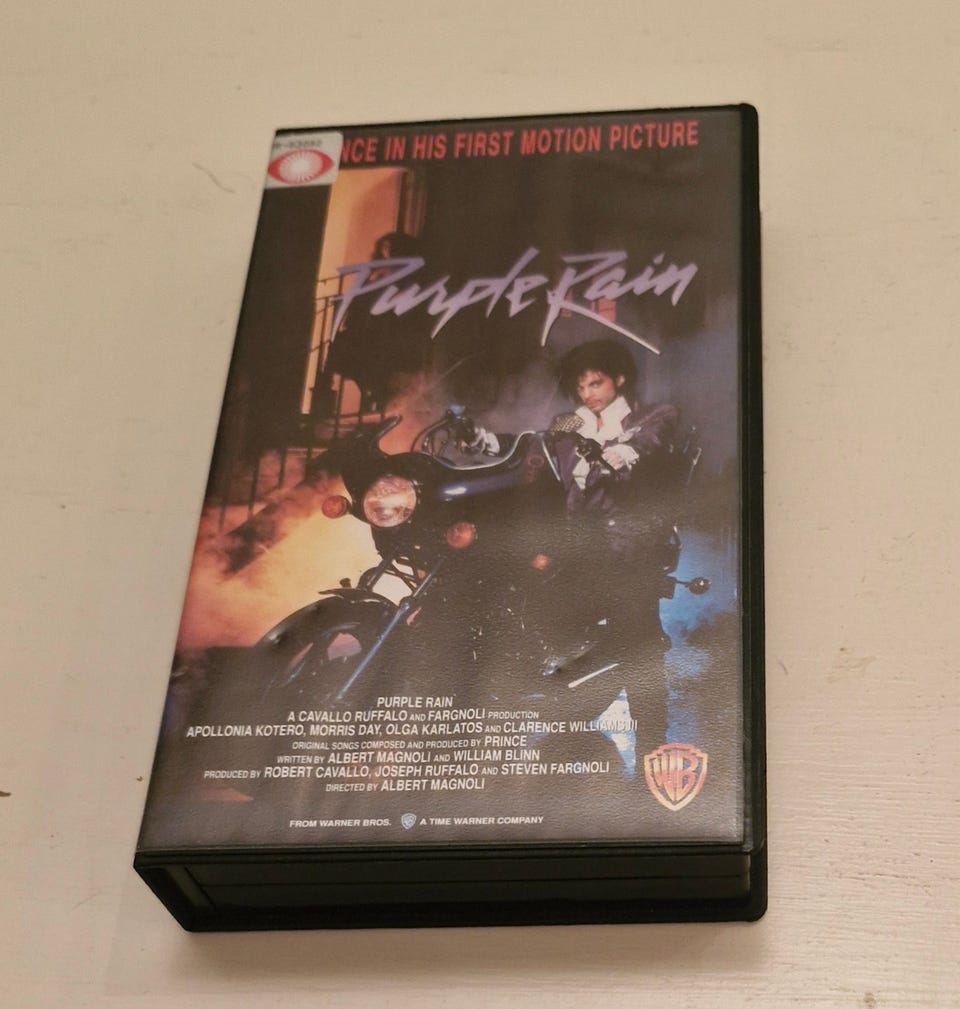 NCE IN HIS FIRST MOTION PICTURE
Purple Rain
PURPLE RAIN
A CAVALLO RUFFALO AND FARGNOLI PRODUCTION
APOLLONIA KOTERO, MORRIS DAY, OLGA KARLATOS AND CLARENCE WILLIAMS III
ORIGINAL SONGS COMPOSED AND PRODUCED BY PRINCE
WRITTEN BY ALBERT MAGNOLI AND WILLIAM BLINN
PRODUCED BY ROBERT CAVALLO, JOSEPH RUFFALO AND STEVEN FARGNOLI
DIRECTED BY ALBERT MAGNOLI
WB
FROM WARNER BROS. A TIME WARNER COMPANY